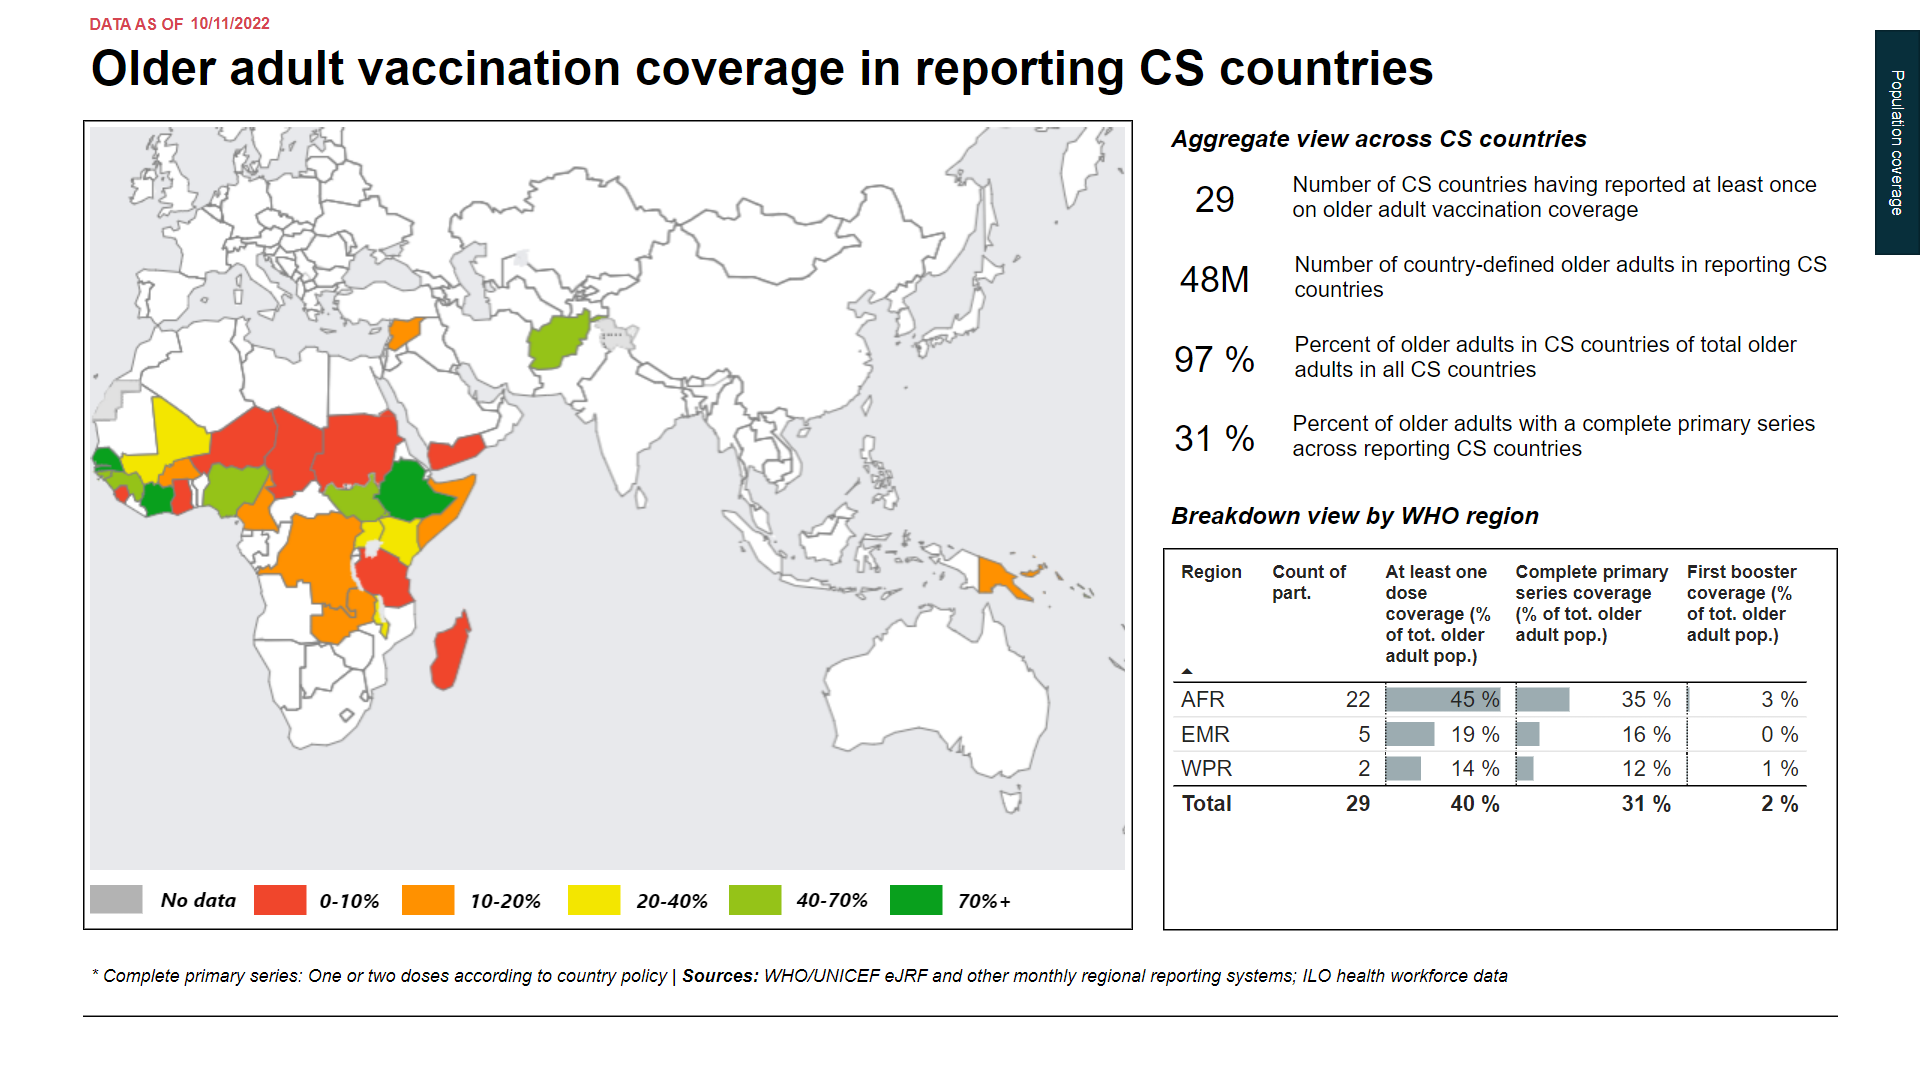 DATA AS OF 10/11/2022
Older adult vaccination coverage in reporting CS countries
Population coverage
Aggregate view across CS countries
29
Number of CS countries having reported at least once
on older adult vaccination coverage
48M
Number of country-defined older adults in reporting CS
countries
97 %
Percent of older adults in CS countries of total older
adults in all CS countries
31 %
Percent of older adults with a complete primary series
across reporting CS countries
Breakdown view by WHO region
Region
Count of
part.
At least one
dose
coverage (%
of tot. older
adult pop.)
Complete primary
series coverage
(% of tot. older
adult pop.)
First booster
coverage (%
of tot. older
adult pop.)
AFR 22 45 % 35 % 3 %
EMR 5 19 % 16 % 0 %
WPR 2 14 % 12 % 1 %
Total 29 40 % 31 % 2 %
No data 0-10% 10-20% 20-40% 40-70% 70%+
* Complete primary series: One or two doses according to country policy | Sources: WHO/UNICEF eJRF and other monthly regional reporting systems; ILO health workforce data